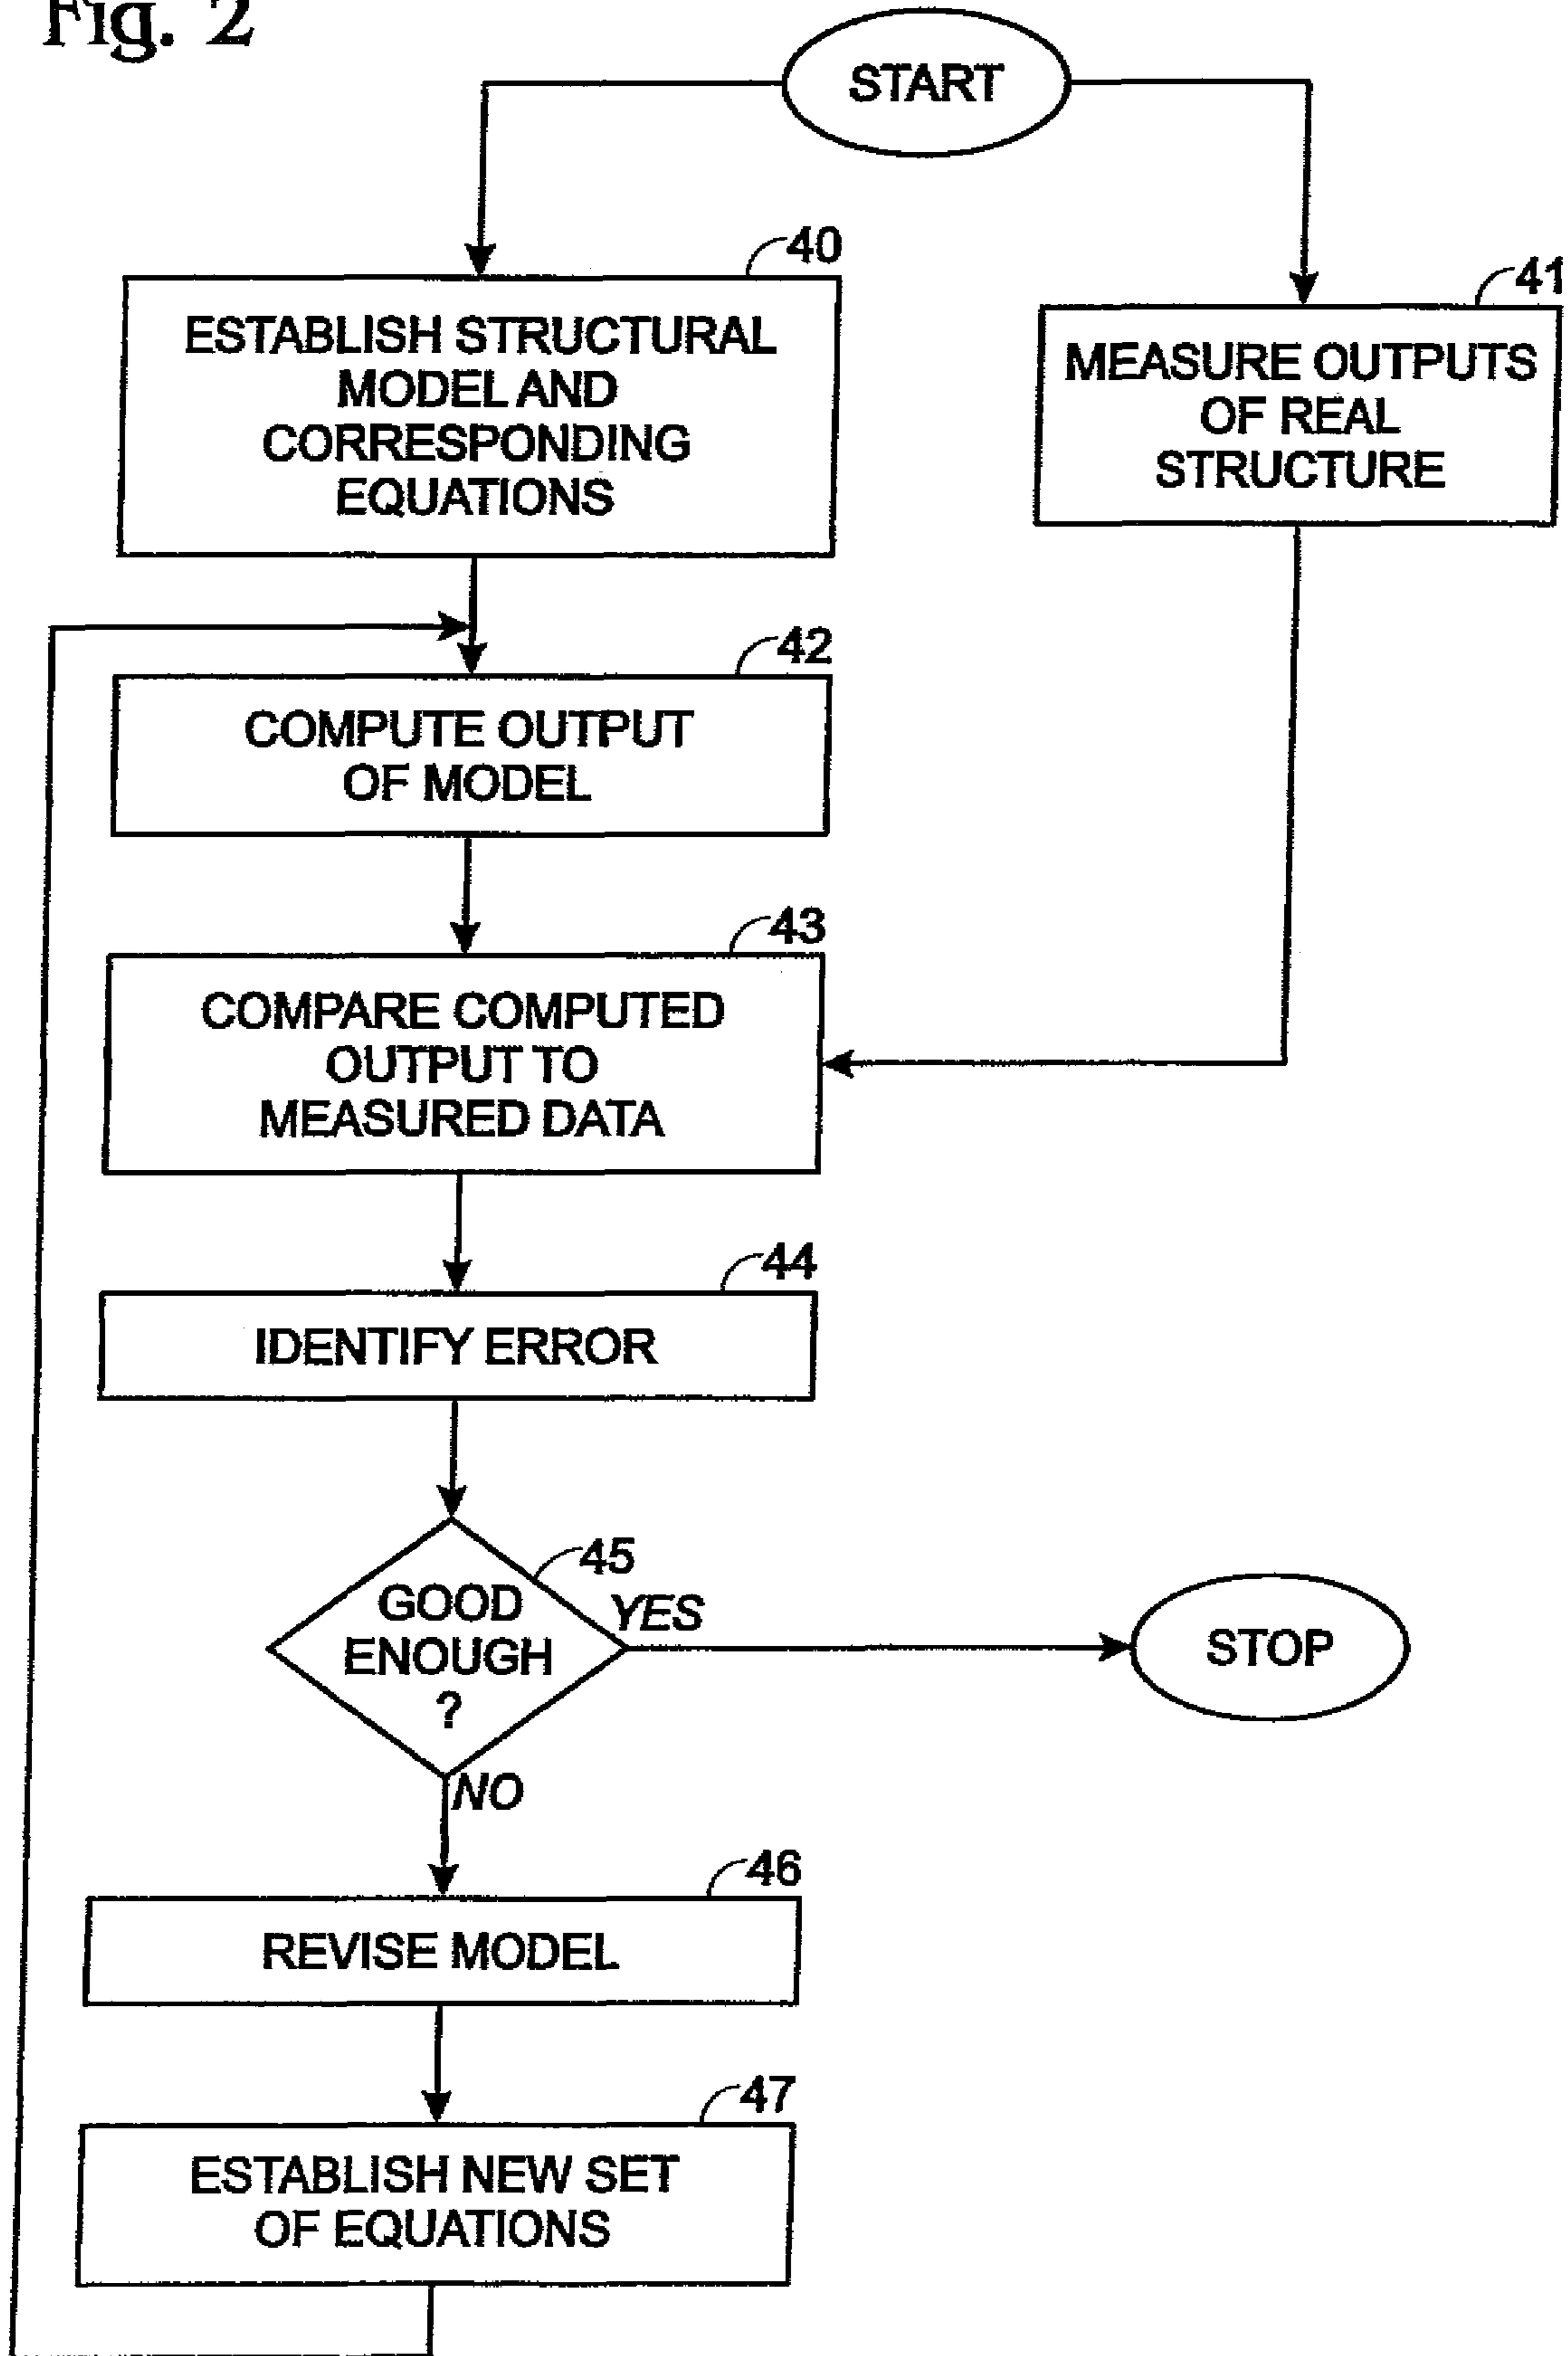 Fig. 2
START
40
ESTABLISH STRUCTURAL
MODEL AND
CORRESPONDING
EQUATIONS
41
MEASURE OUTPUTS
OF REAL
STRUCTURE
42
COMPUTE OUTPUT
OF MODEL
43
COMPARE COMPUTED
OUTPUT TO
MEASURED DATA
44
IDENTIFY ERROR
45
GOOD
ENOUGH
?
YES
STOP
NO
46
REVISE MODEL
47
ESTABLISH NEW SET
OF EQUATIONS